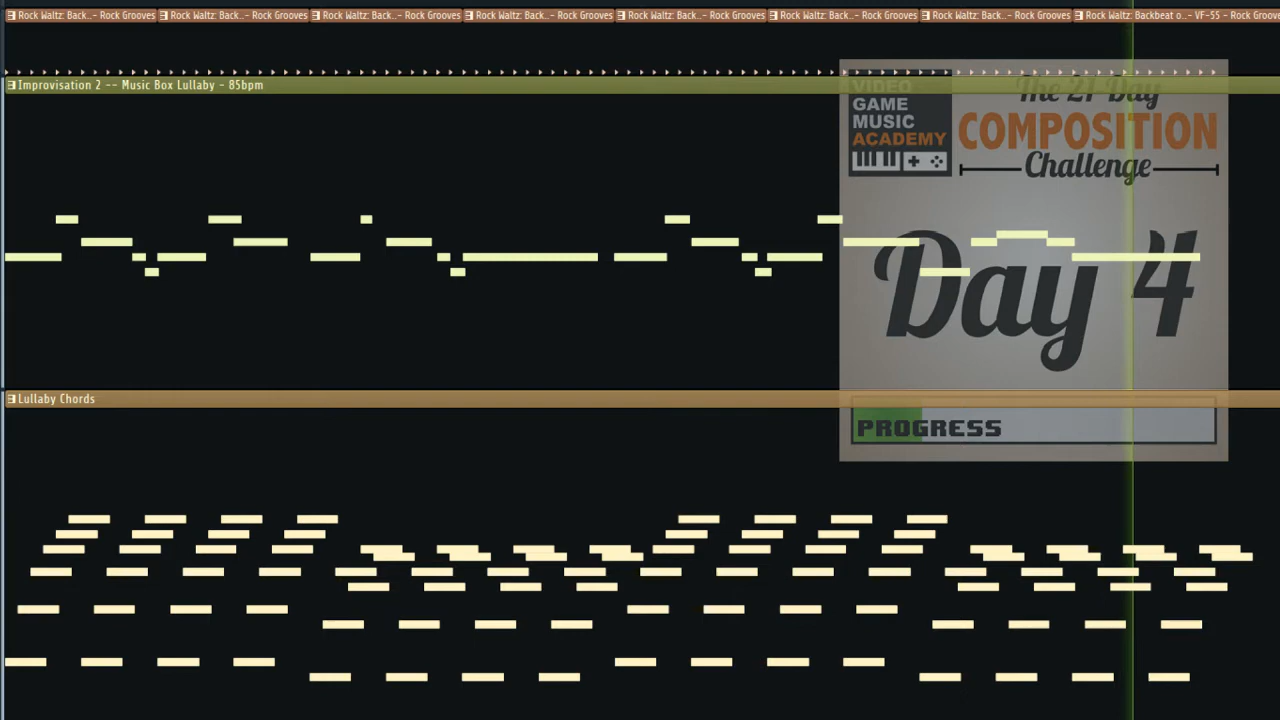 Rock Waltz: Back..- Rock Grooves
Rock Waltz: Back..- Rock Grooves
Rock Waltz: Back..- Rock Grooves
Rock Waltz: Back..- Rock Grooves
Rock Waltz: Back..- Rock Grooves
Rock Waltz: Back..- Rock Grooves
Rock Waltz: Back..- Rock Grooves
Rock Waltz: Backbeat o..- VF-55 - Rock Groove
Improvisation 2 -- Music Box Lullaby - 85bpm
VIDEO
GAME
MUSIC
ACADEMY
The 21 Day
COMPOSITION
Challenge
Day 4
Lullaby Chords
PROGRESS